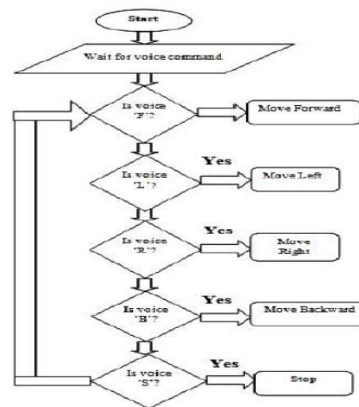 Start
Wait for voice command
Is voice
'F'?
Move Forward
Yes
Is voice
'L'?
Move Left
Yes
Is voice
'R'?
Move
Right
Yes
Is voice
'B'?
Move Backward
Yes
Is voice
'S'?
Stop